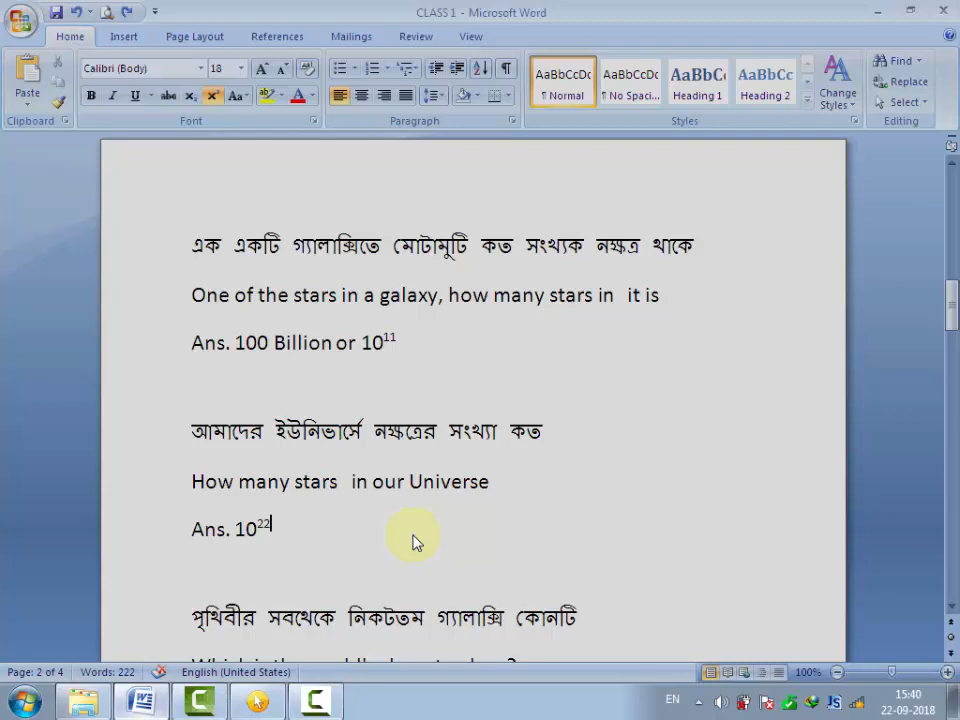 CLASS 1 - Microsoft Word
Home Insert Page Layout References Mailings Review View
Paste
Calibri (Body) 18
B I U abc X₂ X² Aa
AaBbCcDc AaBbCcDc AaBbC AaBbCc
¶ Normal ¶ No Spaci... Heading 1 Heading 2
Change Styles
Find
Replace
Select
Clipboard Font Paragraph Styles Editing
এক একটি গ্যালাক্সিতে মোটামুটি কত সংখ্যক নক্ষত্র থাকে
One of the stars in a galaxy, how many stars in it is
Ans. 100 Billion or 10¹¹
আমাদের ইউনিভার্সে নক্ষত্রের সংখ্যা কত
How many stars in our Universe
Ans. 10²²
পৃথিবীর সবথেকে নিকটতম গ্যালাক্সি কোনটি
Page: 2 of 4 Words: 222 English (United States) 100%
EN 15:40
22-09-2018